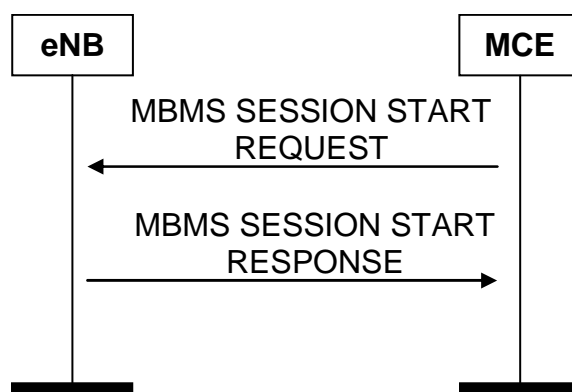 eNB
MCE
MBMS SESSION START
REQUEST
MBMS SESSION START
RESPONSE